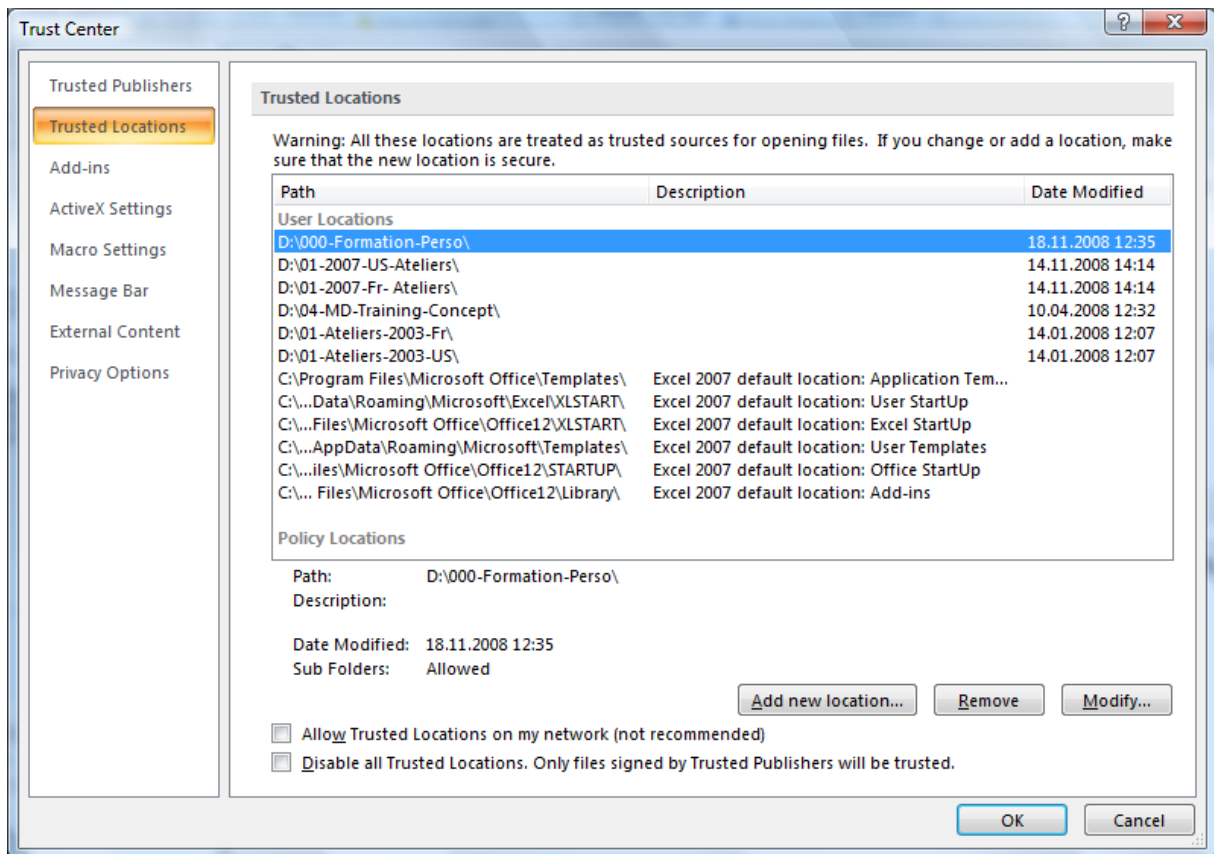 Trust Center
Trusted Publishers
Trusted Locations
Add-ins
ActiveX Settings
Macro Settings
Message Bar
External Content
Privacy Options
Trusted Locations
Warning: All these locations are treated as trusted sources for opening files.  If you change or add a location, make
sure that the new location is secure.
Path Description Date Modified
User Locations
D:\000-Formation-Perso\ 18.11.2008 12:35
D:\01-2007-US-Ateliers\ 14.11.2008 14:14
D:\01-2007-Fr- Ateliers\ 14.11.2008 14:14
D:\04-MD-Training-Concept\ 10.04.2008 12:32
D:\01-Ateliers-2003-Fr\ 14.01.2008 12:07
D:\01-Ateliers-2003-US\ 14.01.2008 12:07
C:\Program Files\Microsoft Office\Templates\ Excel 2007 default location: Application Tem...
C:\...Data\Roaming\Microsoft\Excel\XLSTART\ Excel 2007 default location: User StartUp
C:\...Files\Microsoft Office\Office12\XLSTART\ Excel 2007 default location: Excel StartUp
C:\...AppData\Roaming\Microsoft\Templates\ Excel 2007 default location: User Templates
C:\...iles\Microsoft Office\Office12\STARTUP\ Excel 2007 default location: Office StartUp
C:\... Files\Microsoft Office\Office12\Library\ Excel 2007 default location: Add-ins
Policy Locations
Path: D:\000-Formation-Perso\
Description:
Date Modified: 18.11.2008 12:35
Sub Folders: Allowed
Add new location... Remove Modify...
Allow Trusted Locations on my network (not recommended)
Disable all Trusted Locations. Only files signed by Trusted Publishers will be trusted.
OK Cancel